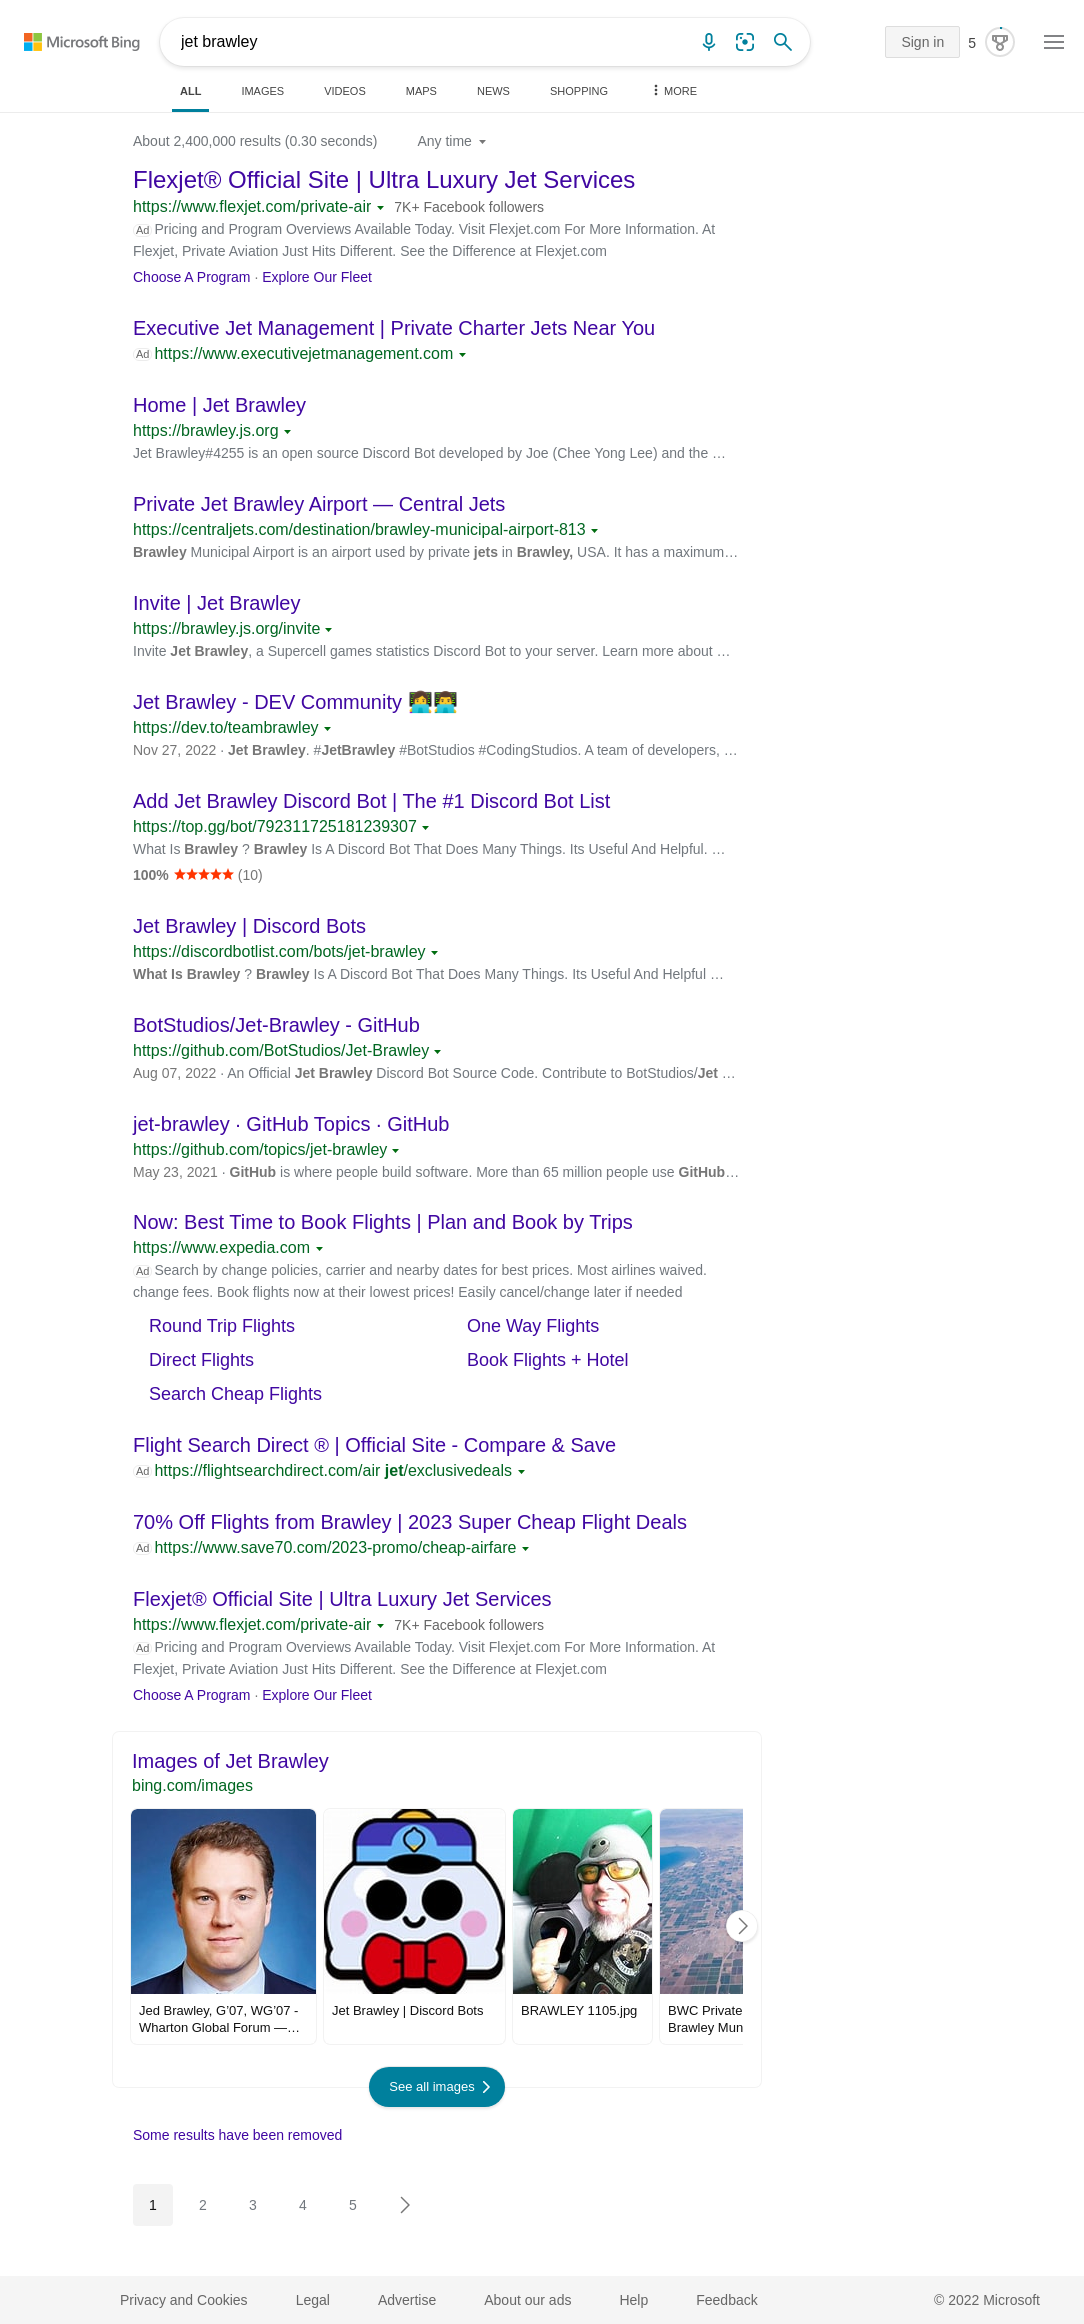 Microsoft Bing
jet brawley
Sign in
5
ALL
IMAGES
VIDEOS
MAPS
NEWS
SHOPPING
MORE
About 2,400,000 results (0.30 seconds)
Any time
Flexjet® Official Site | Ultra Luxury Jet Services
https://www.flexjet.com/private-air 7K+ Facebook followers
Ad Pricing and Program Overviews Available Today. Visit Flexjet.com For More Information. At
Flexjet, Private Aviation Just Hits Different. See the Difference at Flexjet.com
Choose A Program · Explore Our Fleet
Executive Jet Management | Private Charter Jets Near You
Ad https://www.executivejetmanagement.com
Home | Jet Brawley
https://brawley.js.org
Jet Brawley#4255 is an open source Discord Bot developed by Joe (Chee Yong Lee) and the …
Private Jet Brawley Airport — Central Jets
https://centraljets.com/destination/brawley-municipal-airport-813
Brawley Municipal Airport is an airport used by private jets in Brawley, USA. It has a maximum…
Invite | Jet Brawley
https://brawley.js.org/invite
Invite Jet Brawley, a Supercell games statistics Discord Bot to your server. Learn more about …
Jet Brawley - DEV Community 👩‍💻👨‍💻
https://dev.to/teambrawley
Nov 27, 2022 · Jet Brawley. #JetBrawley #BotStudios #CodingStudios. A team of developers, …
Add Jet Brawley Discord Bot | The #1 Discord Bot List
https://top.gg/bot/792311725181239307
What Is Brawley ? Brawley Is A Discord Bot That Does Many Things. Its Useful And Helpful. …
100% ★★★★★ (10)
Jet Brawley | Discord Bots
https://discordbotlist.com/bots/jet-brawley
What Is Brawley ? Brawley Is A Discord Bot That Does Many Things. Its Useful And Helpful …
BotStudios/Jet-Brawley - GitHub
https://github.com/BotStudios/Jet-Brawley
Aug 07, 2022 · An Official Jet Brawley Discord Bot Source Code. Contribute to BotStudios/Jet …
jet-brawley · GitHub Topics · GitHub
https://github.com/topics/jet-brawley
May 23, 2021 · GitHub is where people build software. More than 65 million people use GitHub…
Now: Best Time to Book Flights | Plan and Book by Trips
https://www.expedia.com
Ad Search by change policies, carrier and nearby dates for best prices. Most airlines waived.
change fees. Book flights now at their lowest prices! Easily cancel/change later if needed
Round Trip Flights
One Way Flights
Direct Flights
Book Flights + Hotel
Search Cheap Flights
Flight Search Direct ® | Official Site - Compare & Save
Ad https://flightsearchdirect.com/air jet/exclusivedeals
70% Off Flights from Brawley | 2023 Super Cheap Flight Deals
Ad https://www.save70.com/2023-promo/cheap-airfare
Flexjet® Official Site | Ultra Luxury Jet Services
https://www.flexjet.com/private-air 7K+ Facebook followers
Ad Pricing and Program Overviews Available Today. Visit Flexjet.com For More Information. At
Flexjet, Private Aviation Just Hits Different. See the Difference at Flexjet.com
Choose A Program · Explore Our Fleet
Images of Jet Brawley
bing.com/images
Jed Brawley, G'07, WG'07 -
Wharton Global Forum —…
Jet Brawley | Discord Bots
BRAWLEY 1105.jpg
BWC Private
Brawley Mun
See all images
Some results have been removed
1
2
3
4
5
Privacy and Cookies
Legal
Advertise
About our ads
Help
Feedback
© 2022 Microsoft